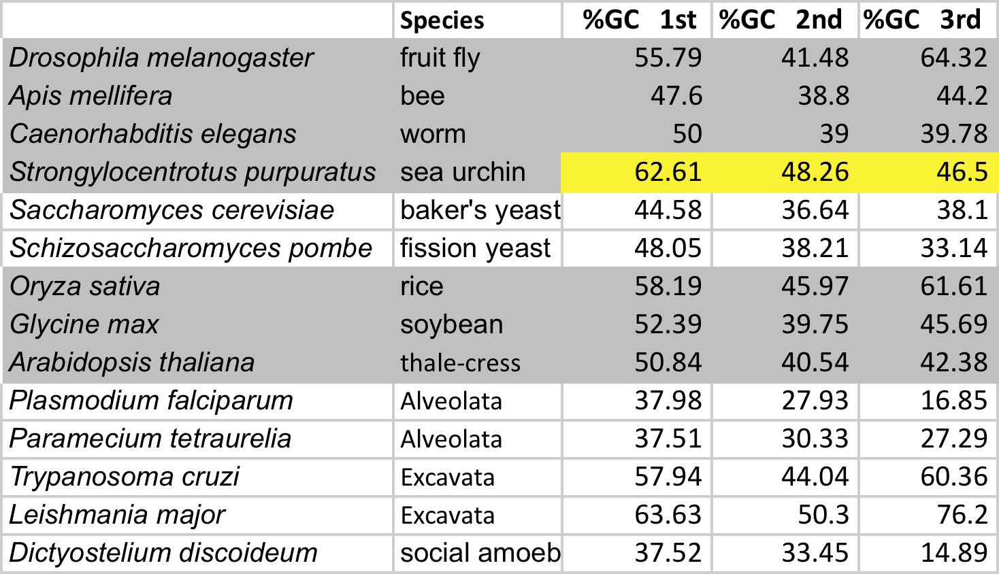 Species %GC 1st %GC 2nd %GC 3rd
Drosophila melanogaster fruit fly 55.79 41.48 64.32
Apis mellifera bee 47.6 38.8 44.2
Caenorhabditis elegans worm 50 39 39.78
Strongylocentrotus purpuratus sea urchin 62.61 48.26 46.5
Saccharomyces cerevisiae baker's yeast 44.58 36.64 38.1
Schizosaccharomyces pombe fission yeast 48.05 38.21 33.14
Oryza sativa rice 58.19 45.97 61.61
Glycine max soybean 52.39 39.75 45.69
Arabidopsis thaliana thale-cress 50.84 40.54 42.38
Plasmodium falciparum Alveolata 37.98 27.93 16.85
Paramecium tetraurelia Alveolata 37.51 30.33 27.29
Trypanosoma cruzi Excavata 57.94 44.04 60.36
Leishmania major Excavata 63.63 50.3 76.2
Dictyostelium discoideum social amoeb 37.52 33.45 14.89